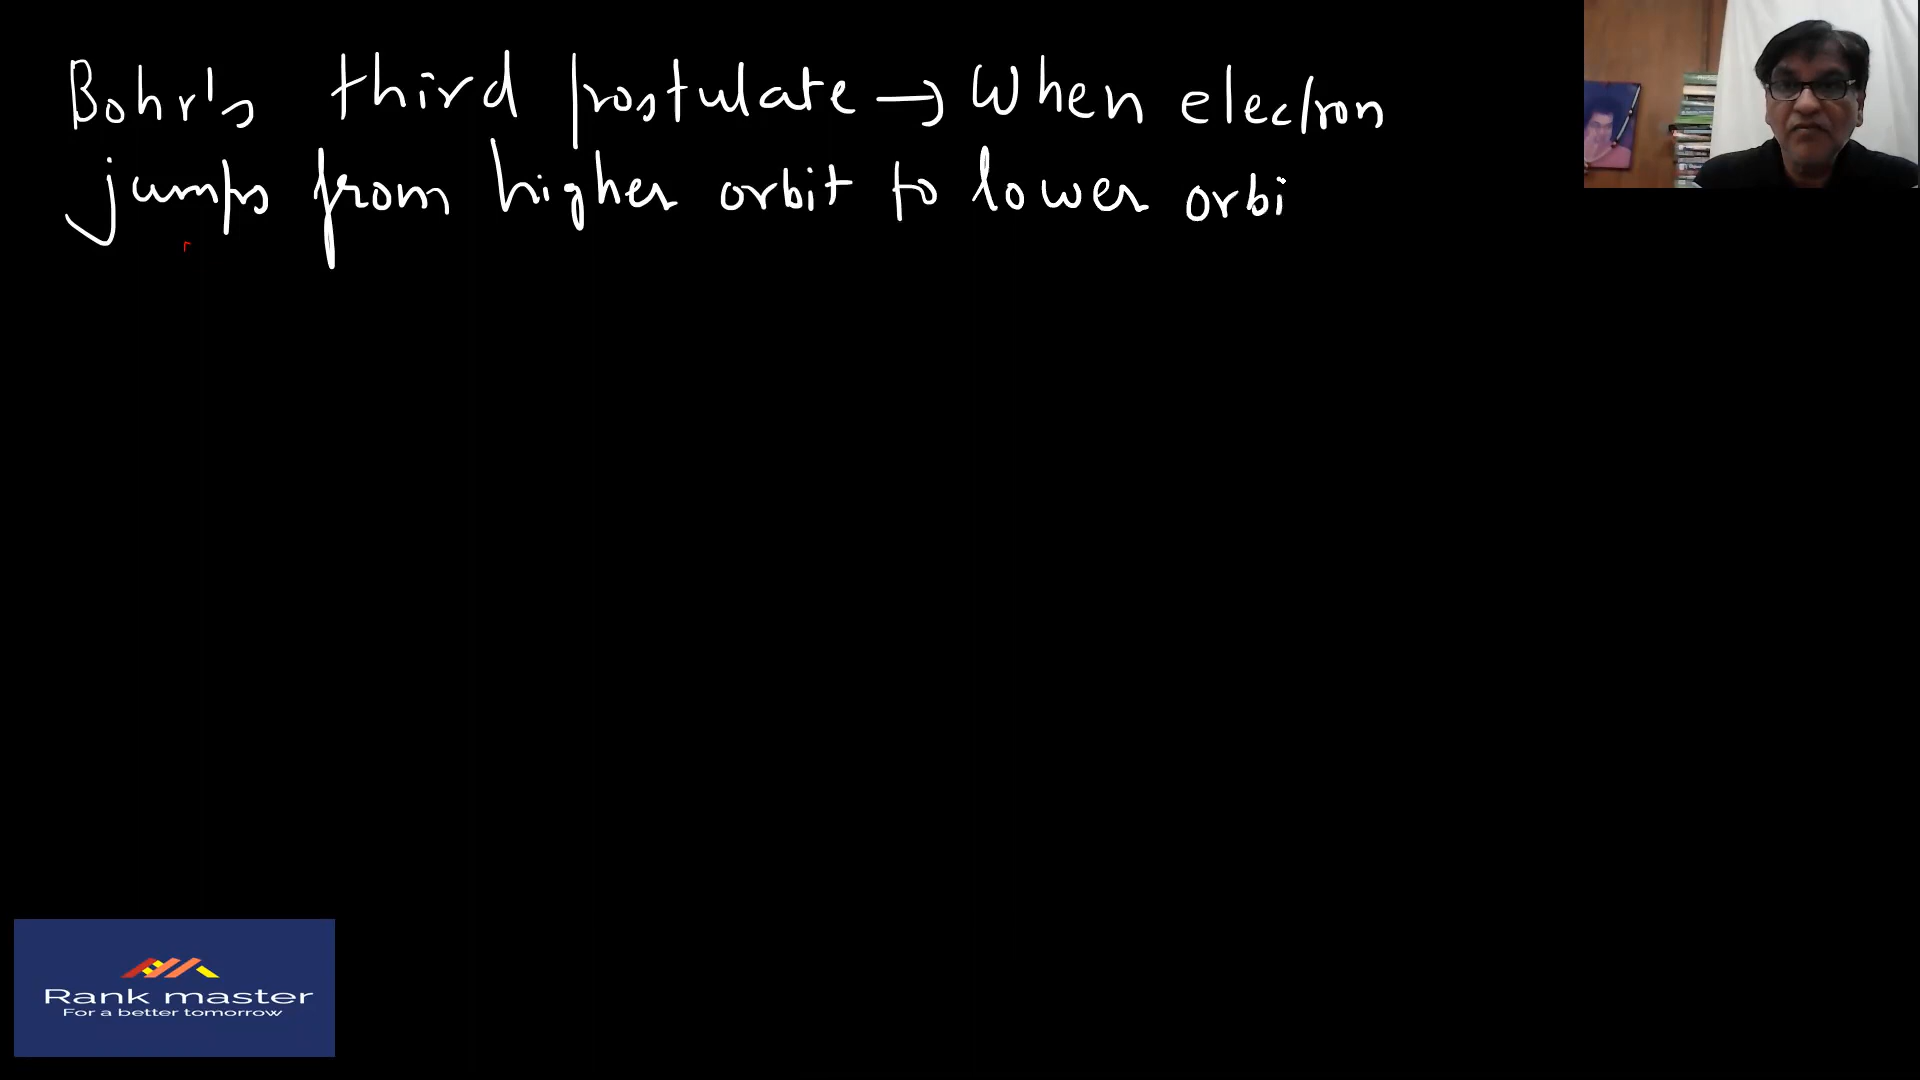 Bohr's third postulate → When electron
jumps from higher orbit to lower orbi
Rank master
For a better tomorrow